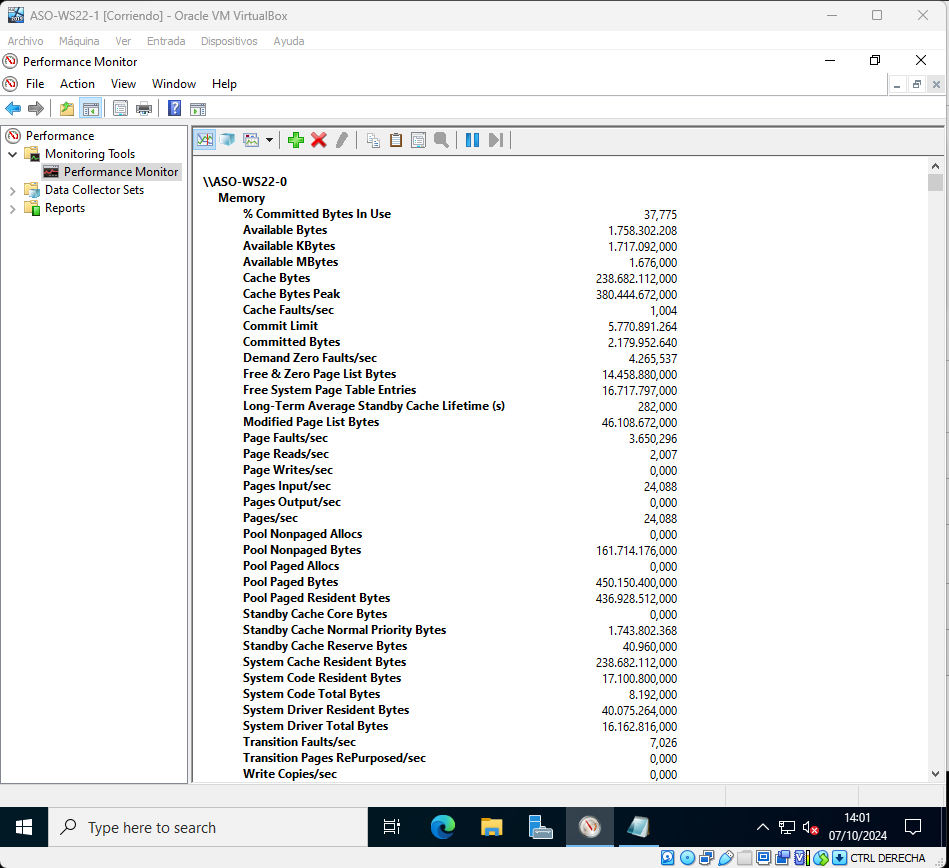 ASO-WS22-1 [Corriendo] - Oracle VM VirtualBox
Archivo Máquina Ver Entrada Dispositivos Ayuda
Performance Monitor
File Action View Window Help
Performance
Monitoring Tools
Performance Monitor
Data Collector Sets
Reports
\\ASO-WS22-0
Memory
% Committed Bytes In Use 37,775
Available Bytes 1.758.302.208
Available KBytes 1.717.092,000
Available MBytes 1.676,000
Cache Bytes 238.682.112,000
Cache Bytes Peak 380.444.672,000
Cache Faults/sec 1,004
Commit Limit 5.770.891.264
Committed Bytes 2.179.952.640
Demand Zero Faults/sec 4.265,537
Free & Zero Page List Bytes 14.458.880,000
Free System Page Table Entries 16.717.797,000
Long-Term Average Standby Cache Lifetime (s) 282,000
Modified Page List Bytes 46.108.672,000
Page Faults/sec 3.650,296
Page Reads/sec 2,007
Page Writes/sec 0,000
Pages Input/sec 24,088
Pages Output/sec 0,000
Pages/sec 24,088
Pool Nonpaged Allocs 0,000
Pool Nonpaged Bytes 161.714.176,000
Pool Paged Allocs 0,000
Pool Paged Bytes 450.150.400,000
Pool Paged Resident Bytes 436.928.512,000
Standby Cache Core Bytes 0,000
Standby Cache Normal Priority Bytes 1.743.802.368
Standby Cache Reserve Bytes 40.960,000
System Cache Resident Bytes 238.682.112,000
System Code Resident Bytes 17.100.800,000
System Code Total Bytes 8.192,000
System Driver Resident Bytes 40.075.264,000
System Driver Total Bytes 16.162.816,000
Transition Faults/sec 7,026
Transition Pages RePurposed/sec 0,000
Write Copies/sec 0,000
Type here to search
14:01
07/10/2024
CTRL DERECHA